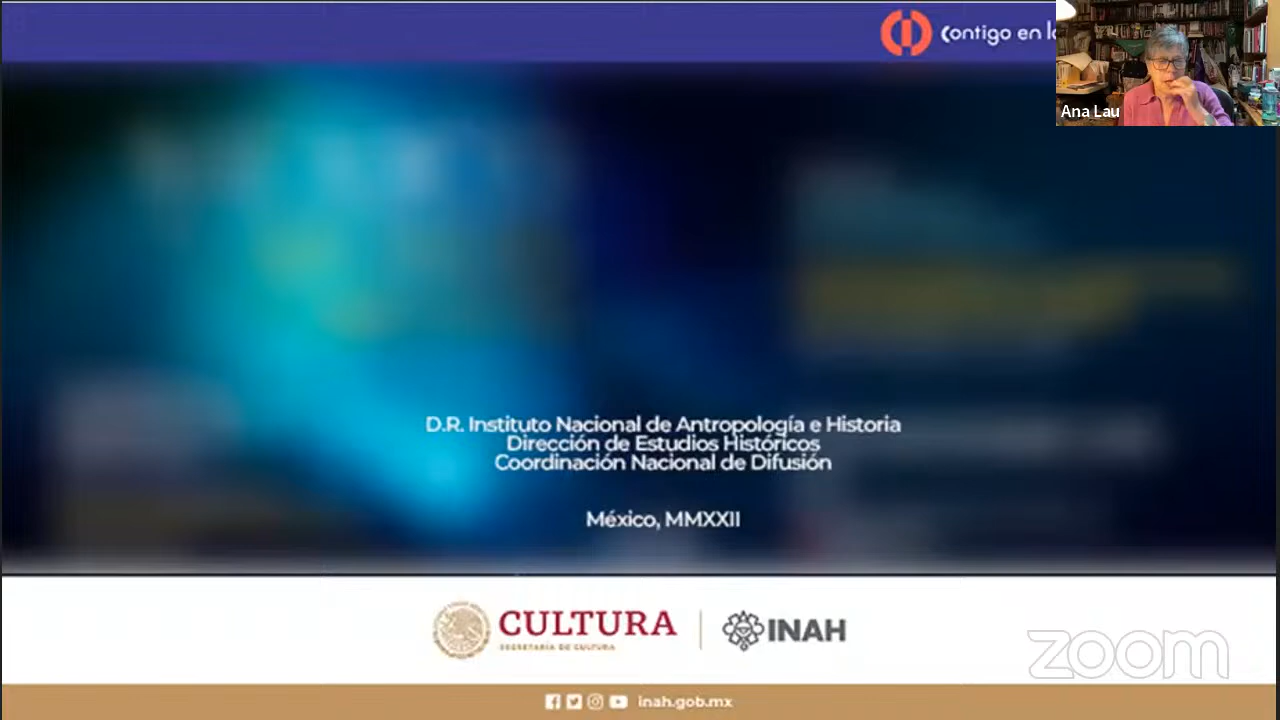 Contigo en l
Ana Lau
D.R. Instituto Nacional de Antropología e Historia
Dirección de Estudios Históricos
Coordinación Nacional de Difusión
México, MMXXII
CULTURA
SECRETARÍA DE CULTURA
INAH
zoom
inah.gob.mx